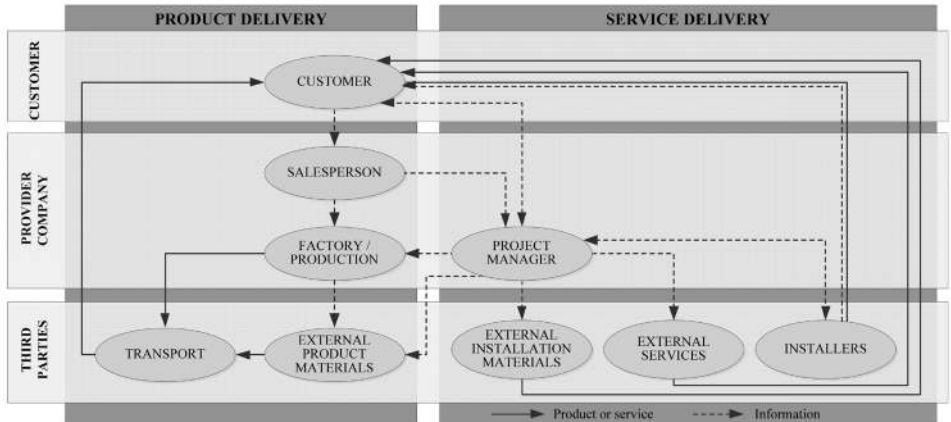 PRODUCT DELIVERY
SERVICE DELIVERY
CUSTOMER
CUSTOMER
PROVIDER
COMPANY
SALESPERSON
FACTORY /
PRODUCTION
PROJECT
MANAGER
THIRD
PARTIES
TRANSPORT
EXTERNAL
PRODUCT
MATERIALS
EXTERNAL
INSTALLATION
MATERIALS
EXTERNAL
SERVICES
INSTALLERS
Product or service
Information